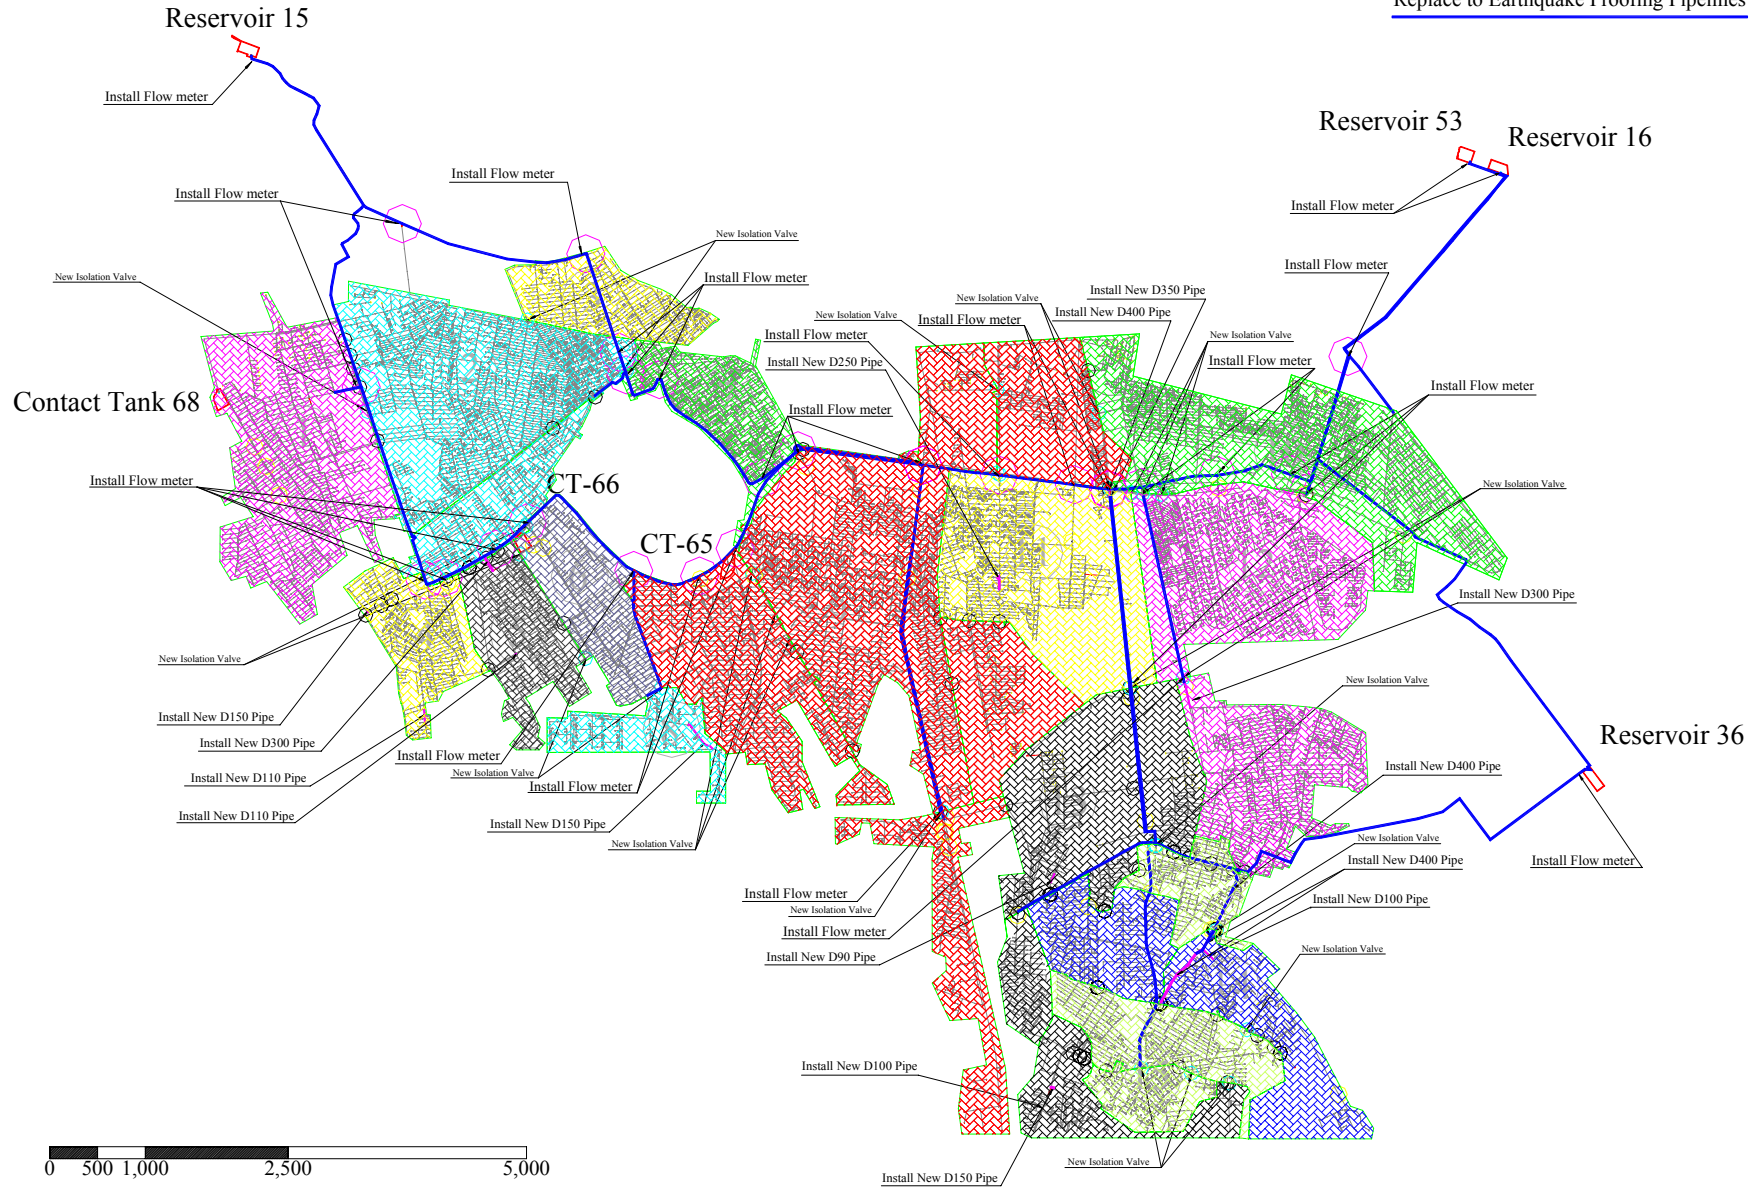 Replace to Earthquake Proofing Pipelines
Reservoir 15
Install Flow meter
Reservoir 53
Reservoir 16
Install Flow meter
Install Flow meter
Install Flow meter
New Isolation Valve
Install Flow meter
New Isolation Valve
Install Flow meter
Install New D350 Pipe
New Isolation Valve
Install New D400 Pipe
New Isolation Valve
Install Flow meter
New Isolation Valve
Install Flow meter
Install New D250 Pipe
Install Flow meter
Install Flow meter
Contact Tank 68
Install Flow meter
Install Flow meter
CT-66
New Isolation Valve
CT-65
Install New D300 Pipe
New Isolation Valve
New Isolation Valve
Install New D150 Pipe
Install New D300 Pipe
Reservoir 36
Install Flow meter
Install New D400 Pipe
New Isolation Valve
Install New D110 Pipe
Install Flow meter
Install New D110 Pipe
Install New D150 Pipe
New Isolation Valve
New Isolation Valve
Install New D400 Pipe
Install Flow meter
Install Flow meter
Install New D100 Pipe
New Isolation Valve
Install Flow meter
New Isolation Valve
Install New D90 Pipe
Install New D100 Pipe
New Isolation Valve
Install New D150 Pipe
0 500 1,000 2,500 5,000